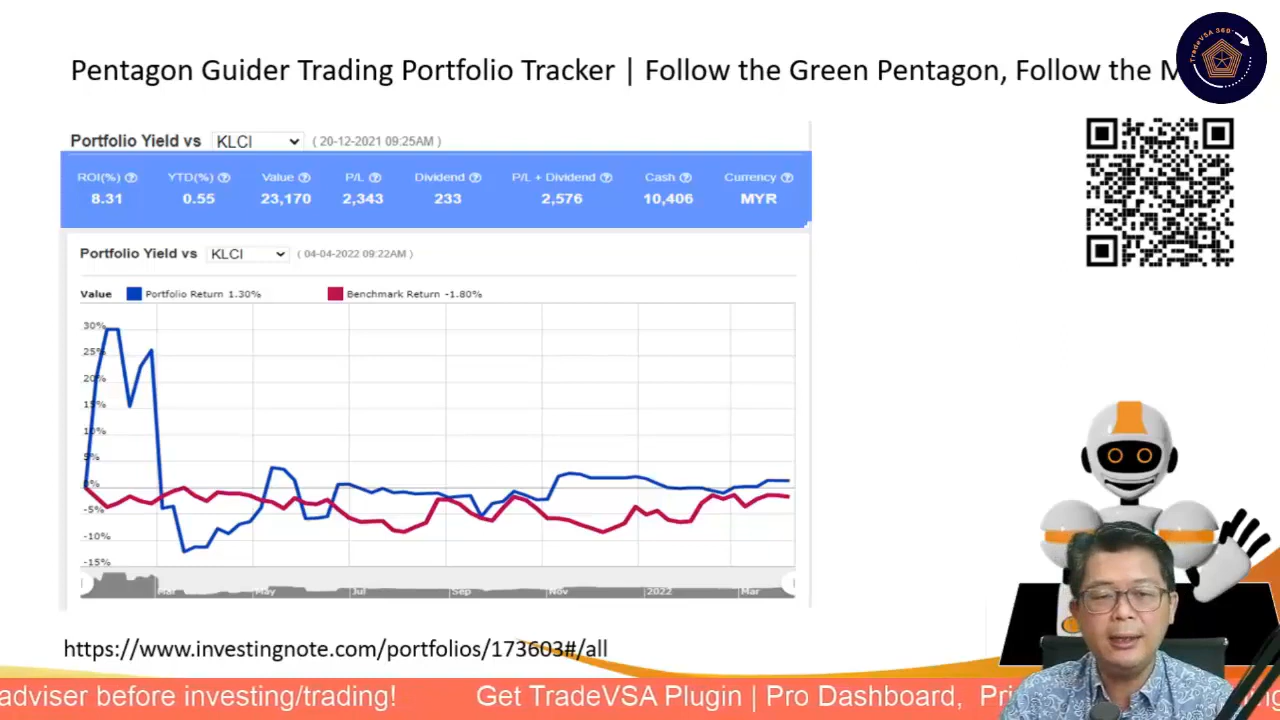 TradeVSA 360°
Pentagon Guider Trading Portfolio Tracker | Follow the Green Pentagon, Follow the M
Portfolio Yield vs KLCI ( 20-12-2021 09:25AM )
ROI(%) YTD(%) Value P/L Dividend P/L + Dividend Cash Currency
8.31 0.55 23,170 2,343 233 2,576 10,406 MYR
Portfolio Yield vs KLCI ( 04-04-2022 09:22AM )
Value Portfolio Return 1.30% Benchmark Return -1.80%
30%
25%
20%
15%
10%
5%
0%
-5%
-10%
-15%
Mar May Jul Sep Nov 2022 Mar
https://www.investingnote.com/portfolios/173603#/all
adviser before investing/trading! Get TradeVSA Plugin | Pro Dashboard, Pri